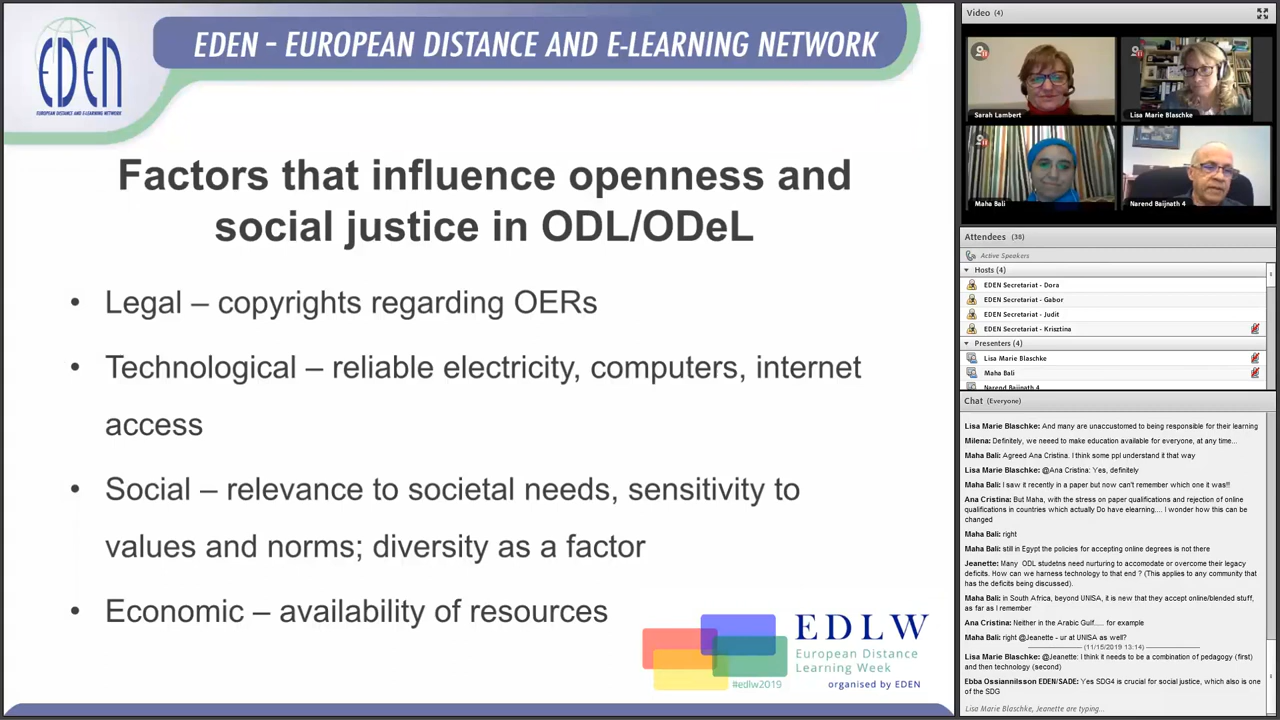 EDEN
EUROPEAN DISTANCE AND E-LEARNING NETWORK
EDEN – EUROPEAN DISTANCE AND E-LEARNING NETWORK
Factors that influence openness and
social justice in ODL/ODeL
• Legal – copyrights regarding OERs
• Technological – reliable electricity, computers, internet
access
• Social – relevance to societal needs, sensitivity to
values and norms; diversity as a factor
• Economic – availability of resources
EDLW
European Distance
Learning Week
#edlw2019
organised by EDEN
Video (4)
Sarah Lambert
Lisa Marie Blaschke
Maha Bali
Narend Baijnath 4
Attendees (38)
Active Speakers
Hosts (4)
EDEN Secretariat - Dora
EDEN Secretariat - Gabor
EDEN Secretariat - Judit
EDEN Secretariat - Krisztina
Presenters (4)
Lisa Marie Blaschke
Maha Bali
Narend Baijnath 4
Chat (Everyone)
Lisa Marie Blaschke: And many are unaccustomed to being responsible for their learning
Milena: Definitely, we neeed to make education available for everyone, at any time...
Maha Bali: Agreed Ana Cristina. I think some ppl understand it that way
Lisa Marie Blaschke: @Ana Cristina: Yes, definitely
Maha Bali: I saw it recently in a paper but now can't remember which one it was!!
Ana Cristina: But Maha, with the stress on paper qualifications and rejection of online
qualifications in countries which actually Do have elearning.... I wonder how this can be
changed
Maha Bali: right
Maha Bali: still in Egypt the policies for accepting online degrees is not there
Jeanette: Many ODL studetns need nurturing to accomodate or overcome their legacy
deficits. How can we harness technology to that end ? (This applies to any community that
has the deficits being discussed).
Maha Bali: in South Africa, beyond UNISA, it is new that they accept online/blended stuff,
as far as I remember
Ana Cristina: Neither in the Arabic Gulf..... for example
Maha Bali: right @Jeanette - ur at UNISA as well?
(11/15/2019 13:14)
Lisa Marie Blaschke: @Jeanette: I think it needs to be a combination of pedagogy (first)
and then technology (second)
Ebba Ossiannilsson EDEN/SADE: Yes SDG4 is crucial for social justice, which also is one
of the SDG
Lisa Marie Blaschke, Jeanette are typing...